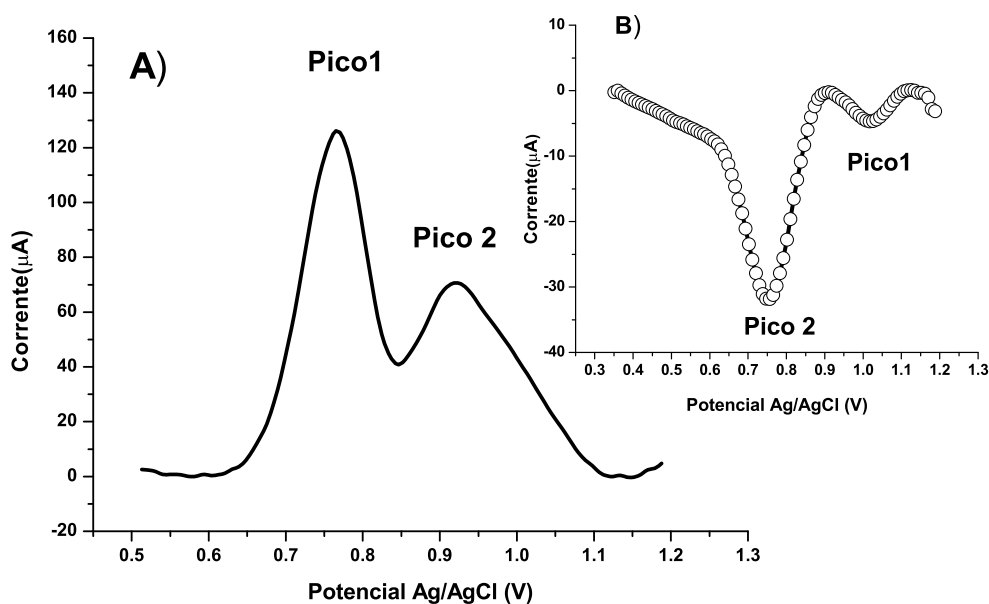 A)
Pico1
Pico 2
160
140
120
100
80
60
40
20
0
-20
Corrente(μA)
0.5 0.6 0.7 0.8 0.9 1.0 1.1 1.2 1.3
Potencial Ag/AgCl (V)
B)
10
0
-10
-20
-30
-40
Corrente(μA)
Pico1
Pico 2
0.3 0.4 0.5 0.6 0.7 0.8 0.9 1.0 1.1 1.2 1.3
Potencial Ag/AgCl (V)